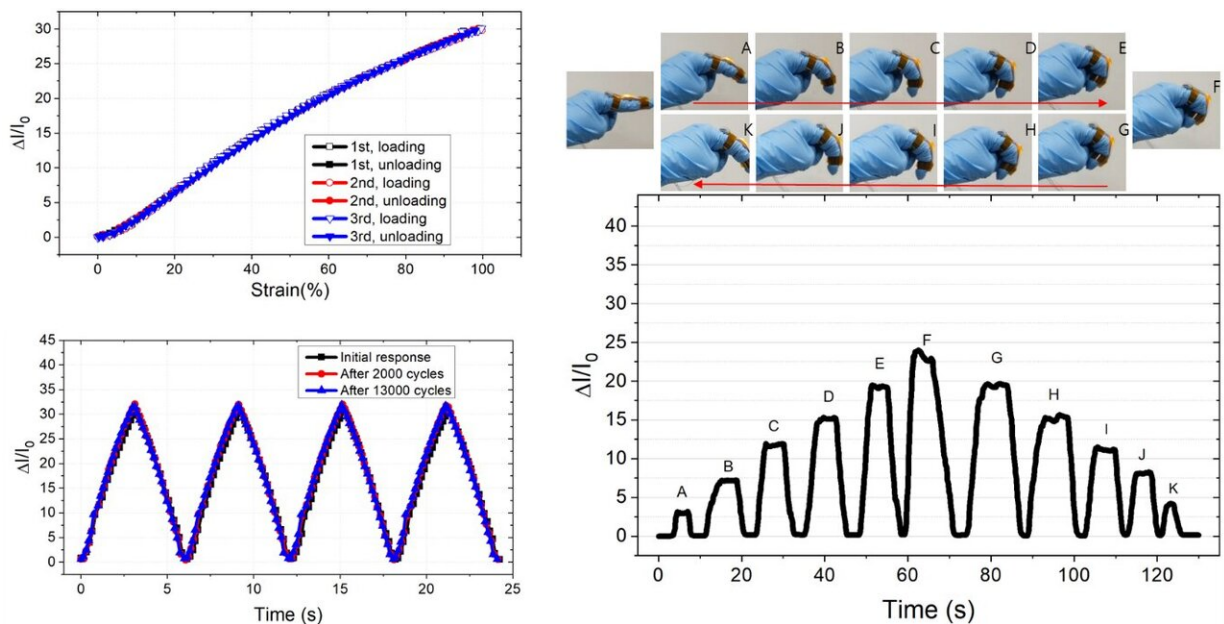 30
25
20
15
10
5
0
ΔI/I₀
1st, loading
1st, unloading
2nd, loading
2nd, unloading
3rd, loading
3rd, unloading
0 20 40 60 80 100
Strain(%)
45
40
35
30
25
20
15
10
5
0
ΔI/I₀
Initial response
After 2000 cycles
After 13000 cycles
0 5 10 15 20 25
Time (s)
A B C D E
F
K J I H G
40
35
30
25
20
15
10
5
0
ΔI/I₀
A B C D E F G H I J K
0 20 40 60 80 100 120
Time (s)